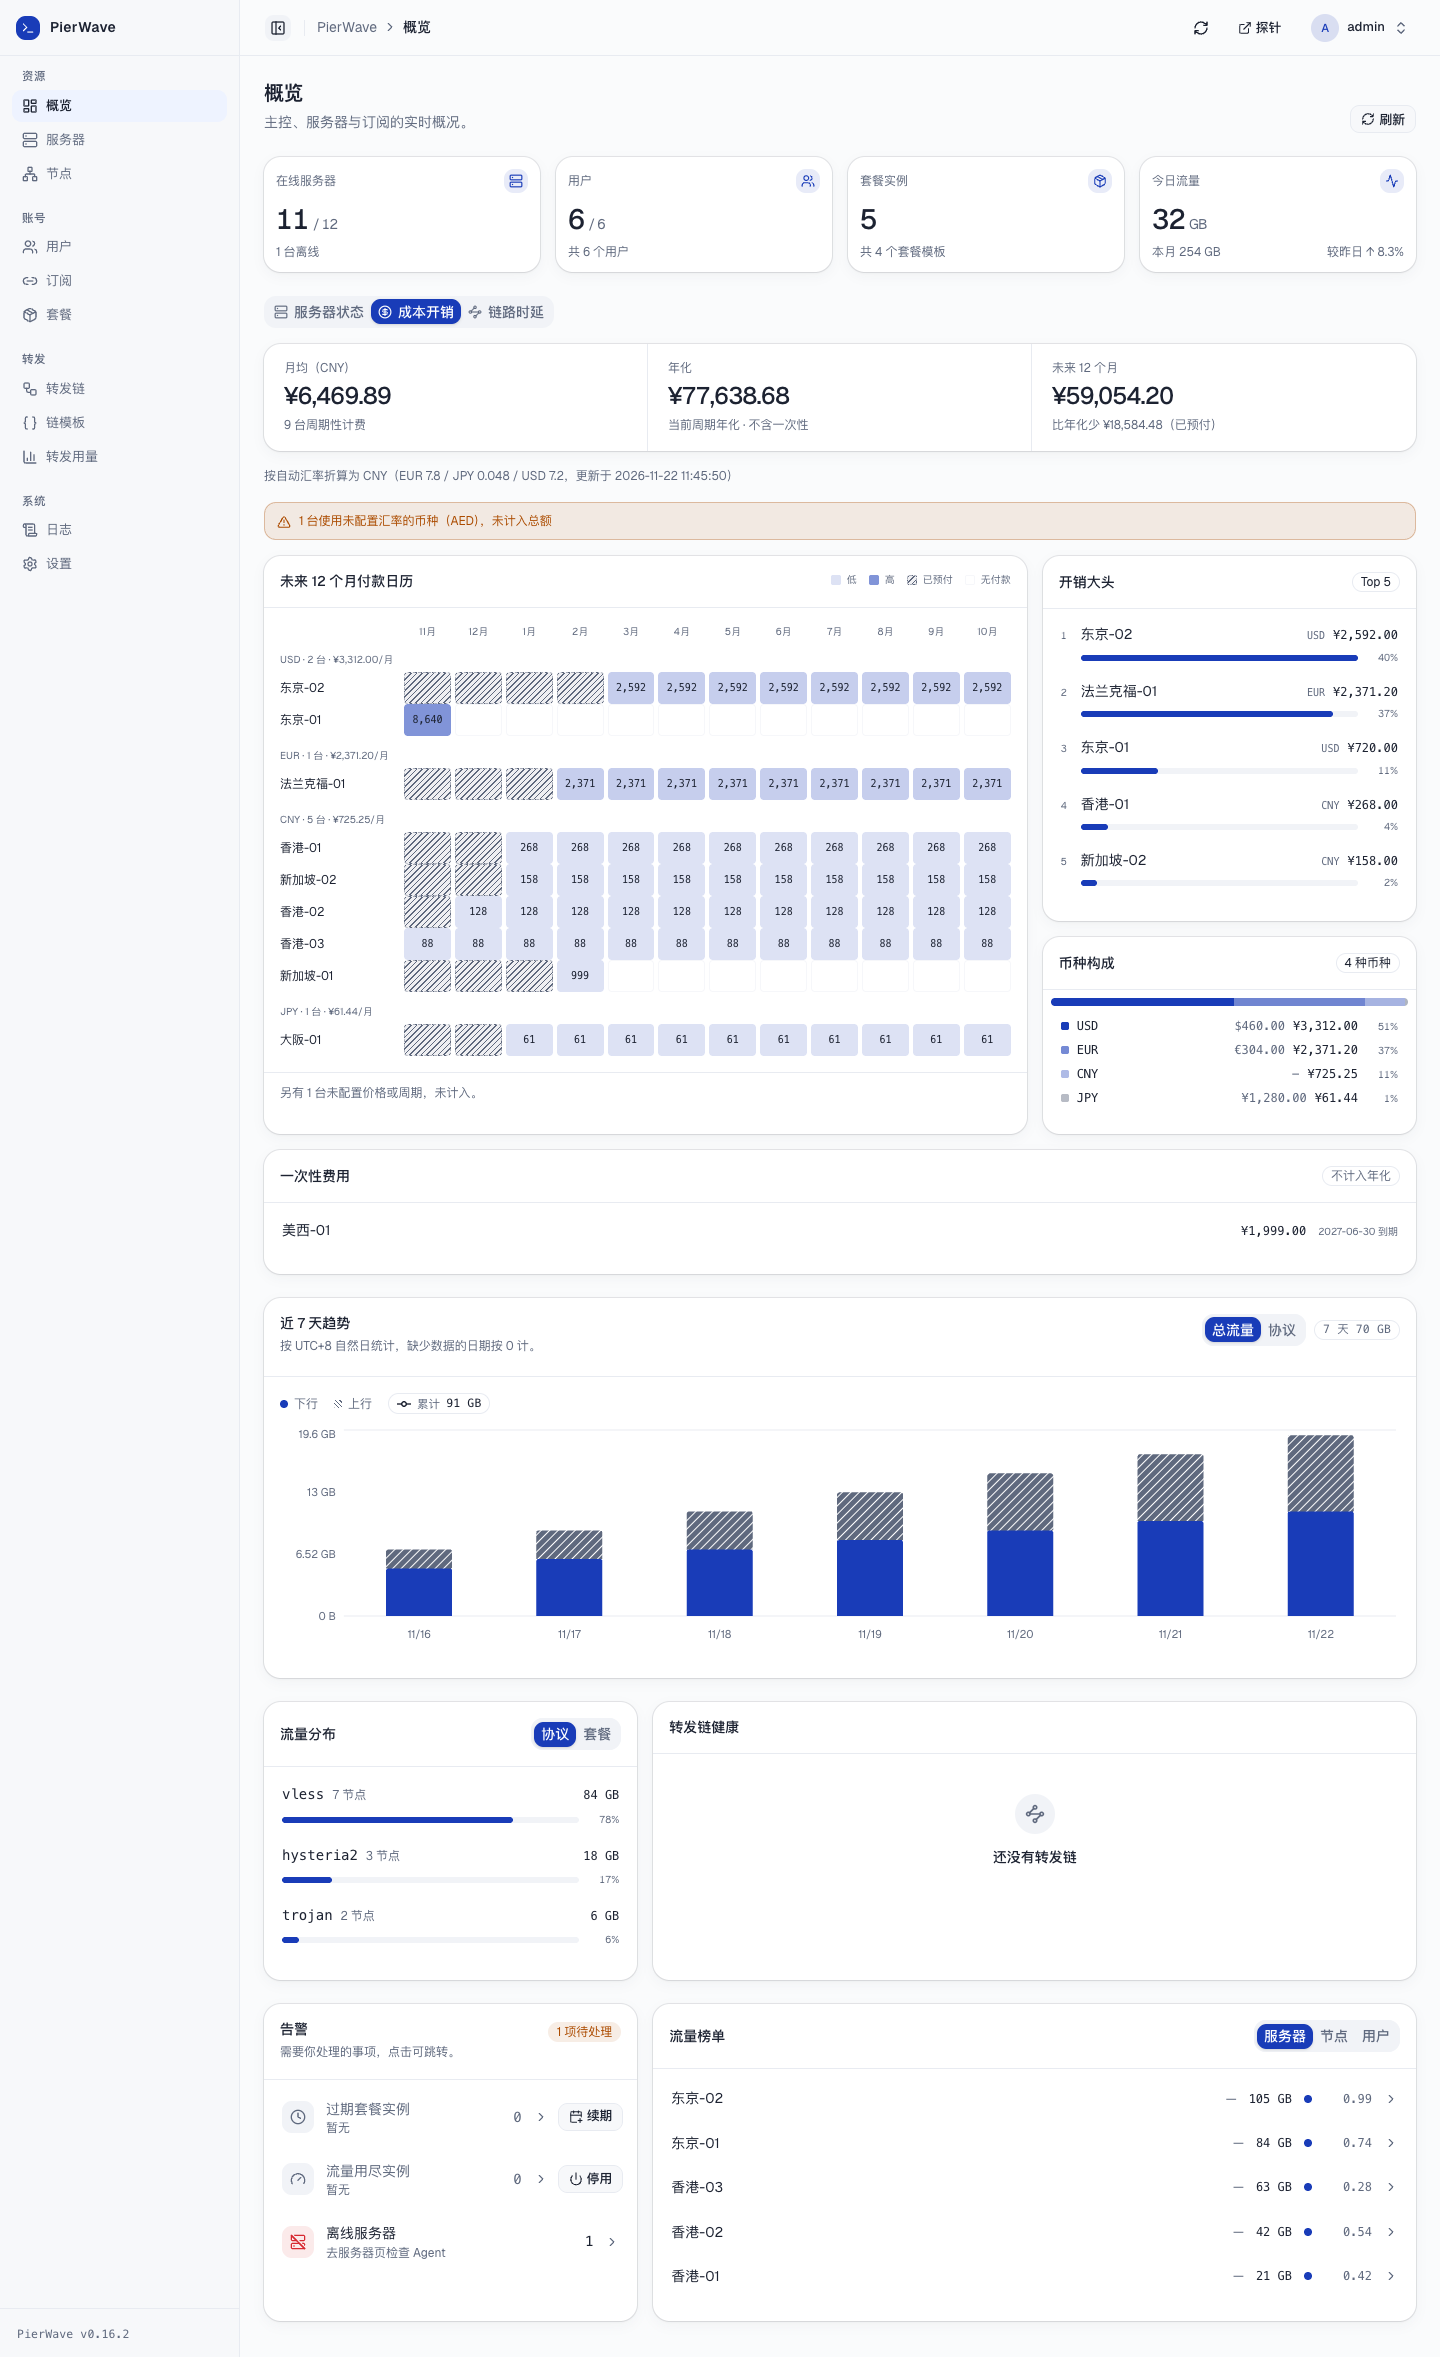 PierWave
资源
概览
服务器
节点
账号
用户
订阅
套餐
转发
转发链
链模板
转发用量
系统
日志
设置
PierWave v0.16.2
PierWave > 概览
探针
A admin
概览
主控、服务器与订阅的实时概况。
刷新
在线服务器
11 / 12
1 台离线
用户
6 / 6
共 6 个用户
套餐实例
5
共 4 个套餐模板
今日流量
32 GB
本月 254 GB 较昨日 ↑ 8.3%
服务器状态 成本开销 链路时延
月均（CNY）
¥6,469.89
9 台周期性计费
年化
¥77,638.68
当前周期年化 · 不含一次性
未来 12 个月
¥59,054.20
比年化少 ¥18,584.48（已预付）
按自动汇率折算为 CNY（EUR 7.8 / JPY 0.048 / USD 7.2，更新于 2026-11-22 11:45:50）
1 台使用未配置汇率的币种（AED），未计入总额
未来 12 个月付款日历
低 高 已预付 无付款
11月 12月 1月 2月 3月 4月 5月 6月 7月 8月 9月 10月
USD · 2 台 · ¥3,312.00/月
东京-02 2,592 2,592 2,592 2,592 2,592 2,592 2,592 2,592
东京-01 8,640
EUR · 1 台 · ¥2,371.20/月
法兰克福-01 2,371 2,371 2,371 2,371 2,371 2,371 2,371 2,371 2,371
CNY · 5 台 · ¥725.25/月
香港-01 268 268 268 268 268 268 268 268 268 268
新加坡-02 158 158 158 158 158 158 158 158 158 158
香港-02 128 128 128 128 128 128 128 128 128 128 128
香港-03 88 88 88 88 88 88 88 88 88 88 88 88
新加坡-01 999
JPY · 1 台 · ¥61.44/月
大阪-01 61 61 61 61 61 61 61 61 61 61
另有 1 台未配置价格或周期，未计入。
开销大头
Top 5
1 东京-02 USD ¥2,592.00
40%
2 法兰克福-01 EUR ¥2,371.20
37%
3 东京-01 USD ¥720.00
11%
4 香港-01 CNY ¥268.00
4%
5 新加坡-02 CNY ¥158.00
2%
币种构成
4 种币种
USD $460.00 ¥3,312.00 51%
EUR €304.00 ¥2,371.20 37%
CNY — ¥725.25 11%
JPY ¥1,280.00 ¥61.44 1%
一次性费用
不计入年化
美西-01 ¥1,999.00 2027-06-30 到期
近 7 天趋势
按 UTC+8 自然日统计，缺少数据的日期按 0 计。
总流量 协议 7 天 70 GB
下行 上行 累计 91 GB
19.6 GB
13 GB
6.52 GB
0 B
11/16 11/17 11/18 11/19 11/20 11/21 11/22
流量分布
协议 套餐
vless 7 节点 84 GB
78%
hysteria2 3 节点 18 GB
17%
trojan 2 节点 6 GB
6%
转发链健康
还没有转发链
告警
需要你处理的事项，点击可跳转。
1 项待处理
过期套餐实例
暂无
0 > 续期
流量用尽实例
暂无
0 > 停用
离线服务器
去服务器页检查 Agent
1 >
流量榜单
服务器 节点 用户
东京-02 — 105 GB 0.99 >
东京-01 — 84 GB 0.74 >
香港-03 — 63 GB 0.28 >
香港-02 — 42 GB 0.54 >
香港-01 — 21 GB 0.42 >